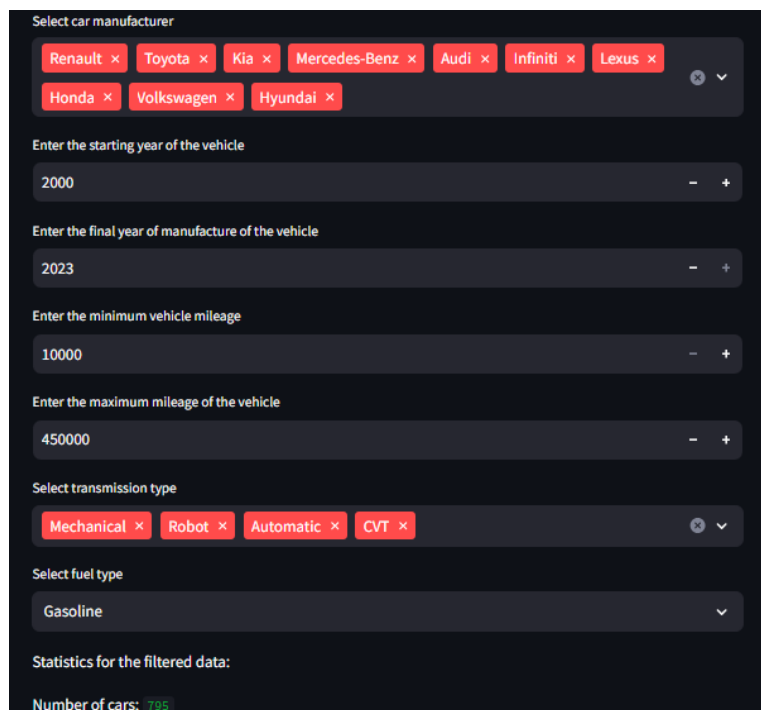 Select car manufacturer
Renault × Toyota × Kia × Mercedes-Benz × Audi × Infiniti × Lexus ×
Honda × Volkswagen × Hyundai ×
Enter the starting year of the vehicle
2000
Enter the final year of manufacture of the vehicle
2023
Enter the minimum vehicle mileage
10000
Enter the maximum mileage of the vehicle
450000
Select transmission type
Mechanical × Robot × Automatic × CVT ×
Select fuel type
Gasoline
Statistics for the filtered data:
Number of cars: 795